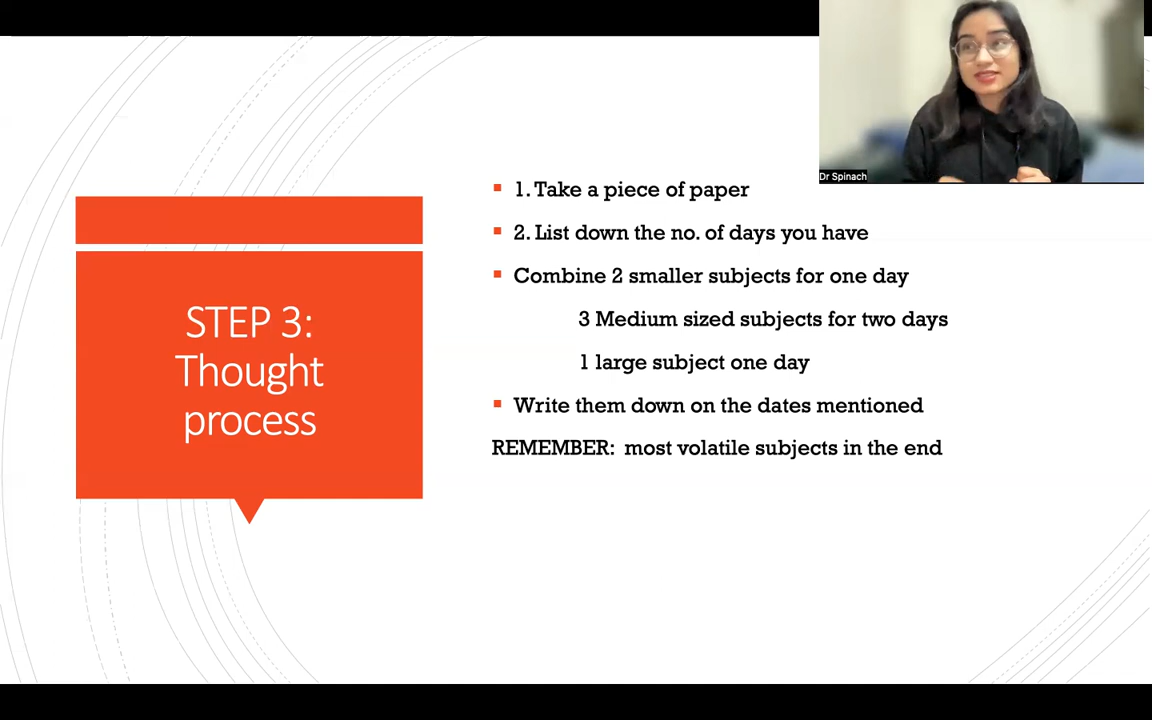 STEP 3:
Thought
process
1. Take a piece of paper
2. List down the no. of days you have
Combine 2 smaller subjects for one day
3 Medium sized subjects for two days
1 large subject one day
Write them down on the dates mentioned
REMEMBER: most volatile subjects in the end
Dr Spinach